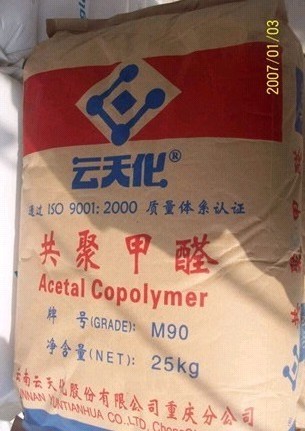 2007/01/03
云天化®
通过 ISO 9001:2000 质量体系认证
共聚甲醛
Acetal Copolymer
牌 号(GRADE): M90
净含量(NET): 25kg
云南云天化股份有限公司重庆分公司
YUNTIANHUA CO.,LTD.